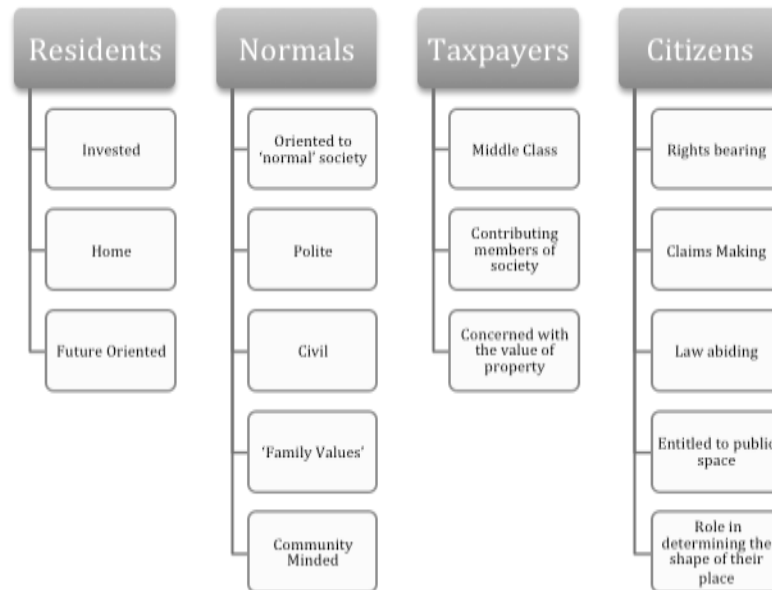 Residents
Invested
Home
Future Oriented
Normals
Oriented to
‘normal’ society
Polite
Civil
‘Family Values’
Community
Minded
Taxpayers
Middle Class
Contributing
members of
society
Concerned with
the value of
property
Citizens
Rights bearing
Claims Making
Law abiding
Entitled to public
space
Role in
determining the
shape of their
place